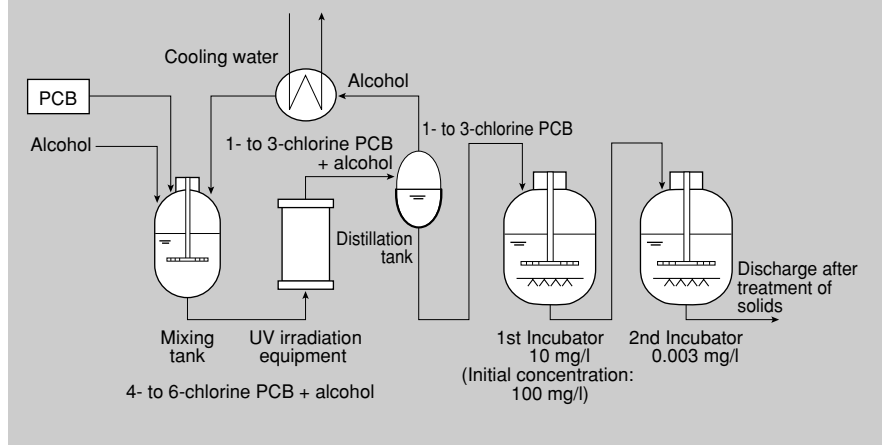 Cooling water
Alcohol
PCB
Alcohol
1- to 3-chlorine PCB
1- to 3-chlorine PCB
+ alcohol
Distillation
tank
Discharge after
treatment of
solids
Mixing
tank
UV irradiation
equipment
4- to 6-chlorine PCB + alcohol
1st Incubator
10 mg/l
(Initial concentration:
100 mg/l)
2nd Incubator
0.003 mg/l